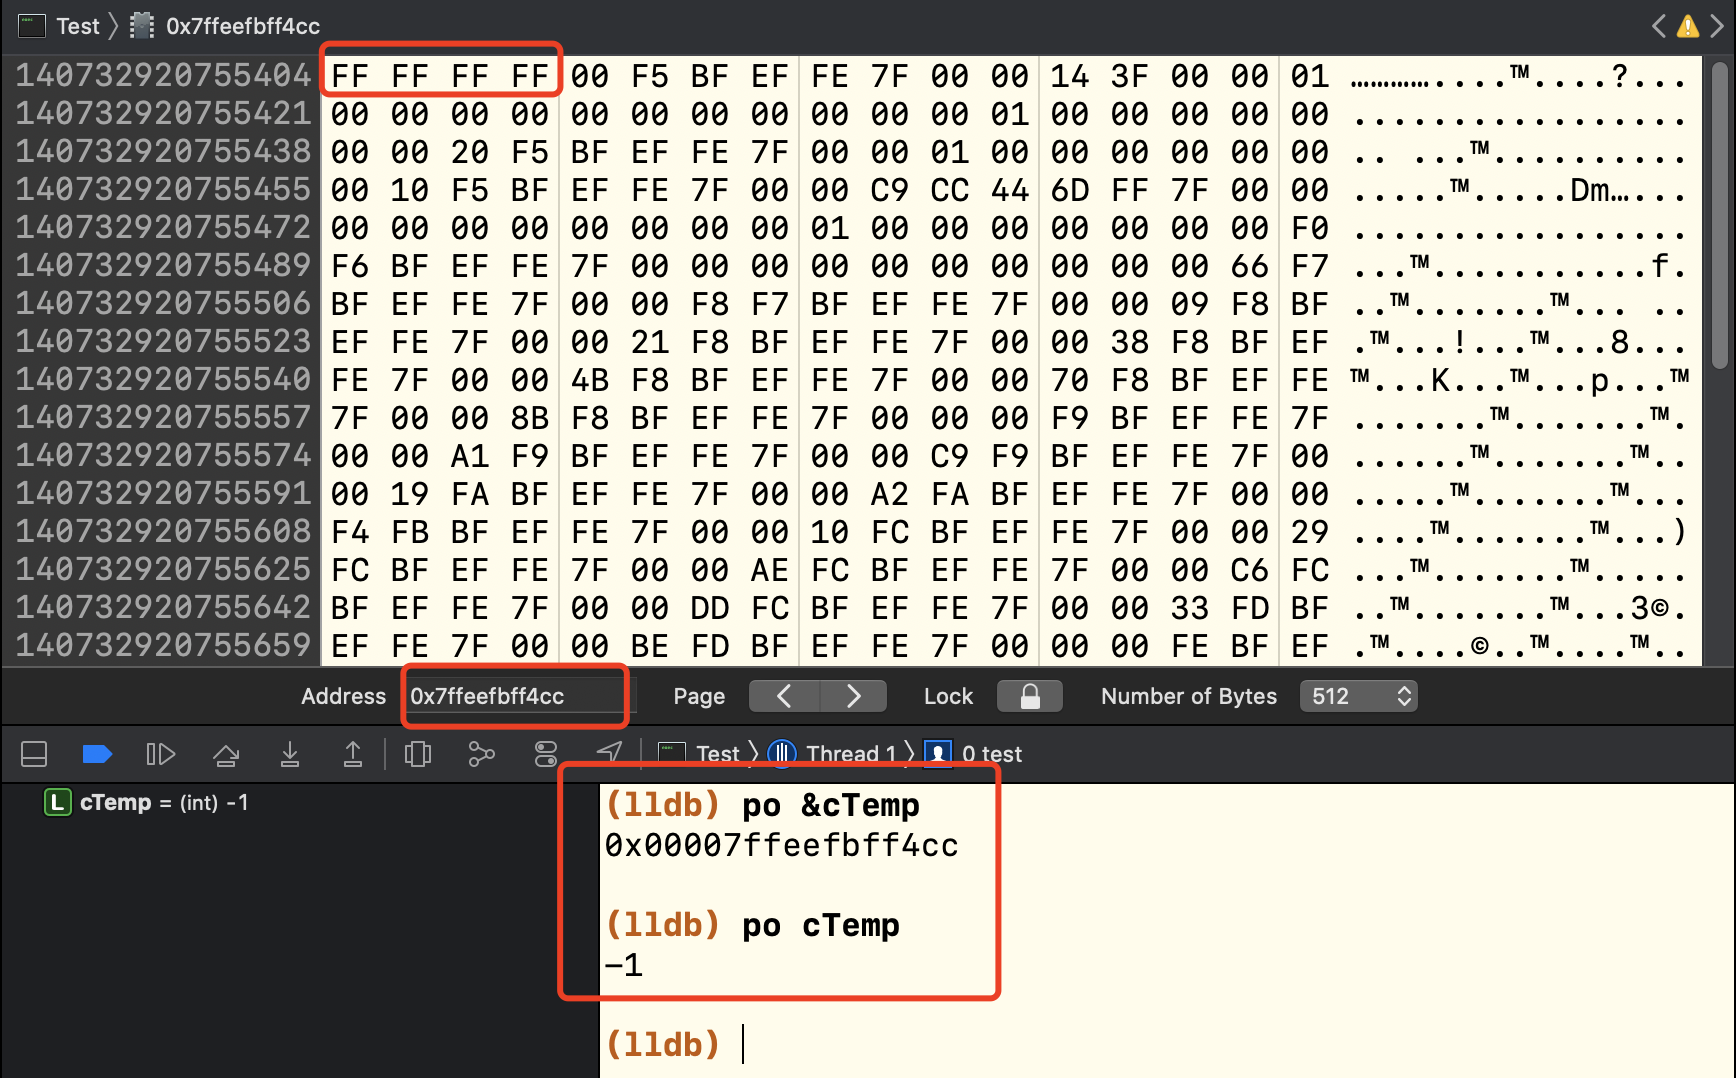 Test 0x7ffeefbff4cc
140732920755404 FF FF FF FF 00 F5 BF EF FE 7F 00 00 14 3F 00 00 01 ………….....™....?...
140732920755421 00 00 00 00 00 00 00 00 00 00 00 01 00 00 00 00 00 .................
140732920755438 00 00 20 F5 BF EF FE 7F 00 00 01 00 00 00 00 00 00 .. ...™..........
140732920755455 00 10 F5 BF EF FE 7F 00 00 C9 CC 44 6D FF 7F 00 00 .....™.....Dm…...
140732920755472 00 00 00 00 00 00 00 00 01 00 00 00 00 00 00 00 F0 .................
140732920755489 F6 BF EF FE 7F 00 00 00 00 00 00 00 00 00 00 66 F7 ...™...........f.
140732920755506 BF EF FE 7F 00 00 F8 F7 BF EF FE 7F 00 00 09 F8 BF ..™.......™... ..
140732920755523 EF FE 7F 00 00 21 F8 BF EF FE 7F 00 00 38 F8 BF EF .™...!...™...8...
140732920755540 FE 7F 00 00 4B F8 BF EF FE 7F 00 00 70 F8 BF EF FE ™...K...™...p...™
140732920755557 7F 00 00 8B F8 BF EF FE 7F 00 00 00 F9 BF EF FE 7F .......™.......™.
140732920755574 00 00 A1 F9 BF EF FE 7F 00 00 C9 F9 BF EF FE 7F 00 ......™.......™..
140732920755591 00 19 FA BF EF FE 7F 00 00 A2 FA BF EF FE 7F 00 00 .....™.......™...
140732920755608 F4 FB BF EF FE 7F 00 00 10 FC BF EF FE 7F 00 00 29 ....™.......™...)
140732920755625 FC BF EF FE 7F 00 00 AE FC BF EF FE 7F 00 00 C6 FC ...™.......™.....
140732920755642 BF EF FE 7F 00 00 DD FC BF EF FE 7F 00 00 33 FD BF ..™.......™...3©.
140732920755659 EF FE 7F 00 00 BE FD BF EF FE 7F 00 00 00 FE BF EF .™....©..™....™..
Address 0x7ffeefbff4cc Page Lock Number of Bytes 512
Test Thread 1 0 test
L cTemp = (int) -1
(lldb) po &cTemp
0x00007ffeefbff4cc
(lldb) po cTemp
-1
(lldb)